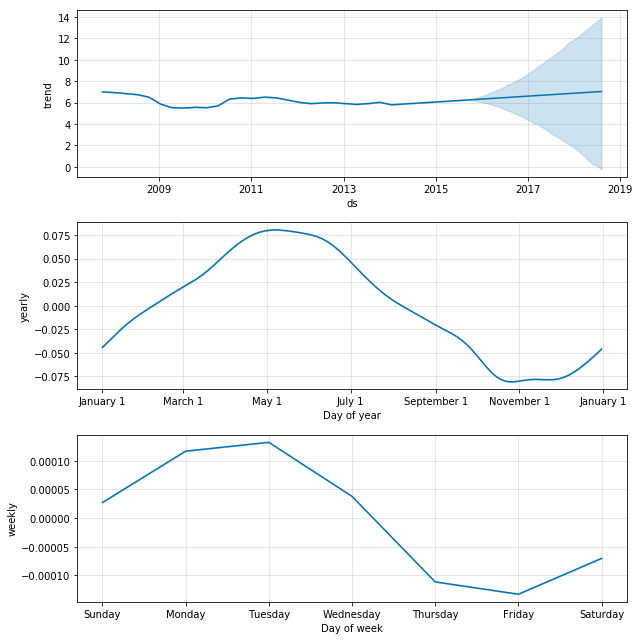 14
12
10
8
6
4
2
0
trend
2009 2011 2013 2015 2017 2019
ds
0.075
0.050
0.025
0.000
−0.025
−0.050
−0.075
yearly
January 1 March 1 May 1 July 1 September 1 November 1 January 1
Day of year
0.00010
0.00005
0.00000
−0.00005
−0.00010
weekly
Sunday Monday Tuesday Wednesday Thursday Friday Saturday
Day of week